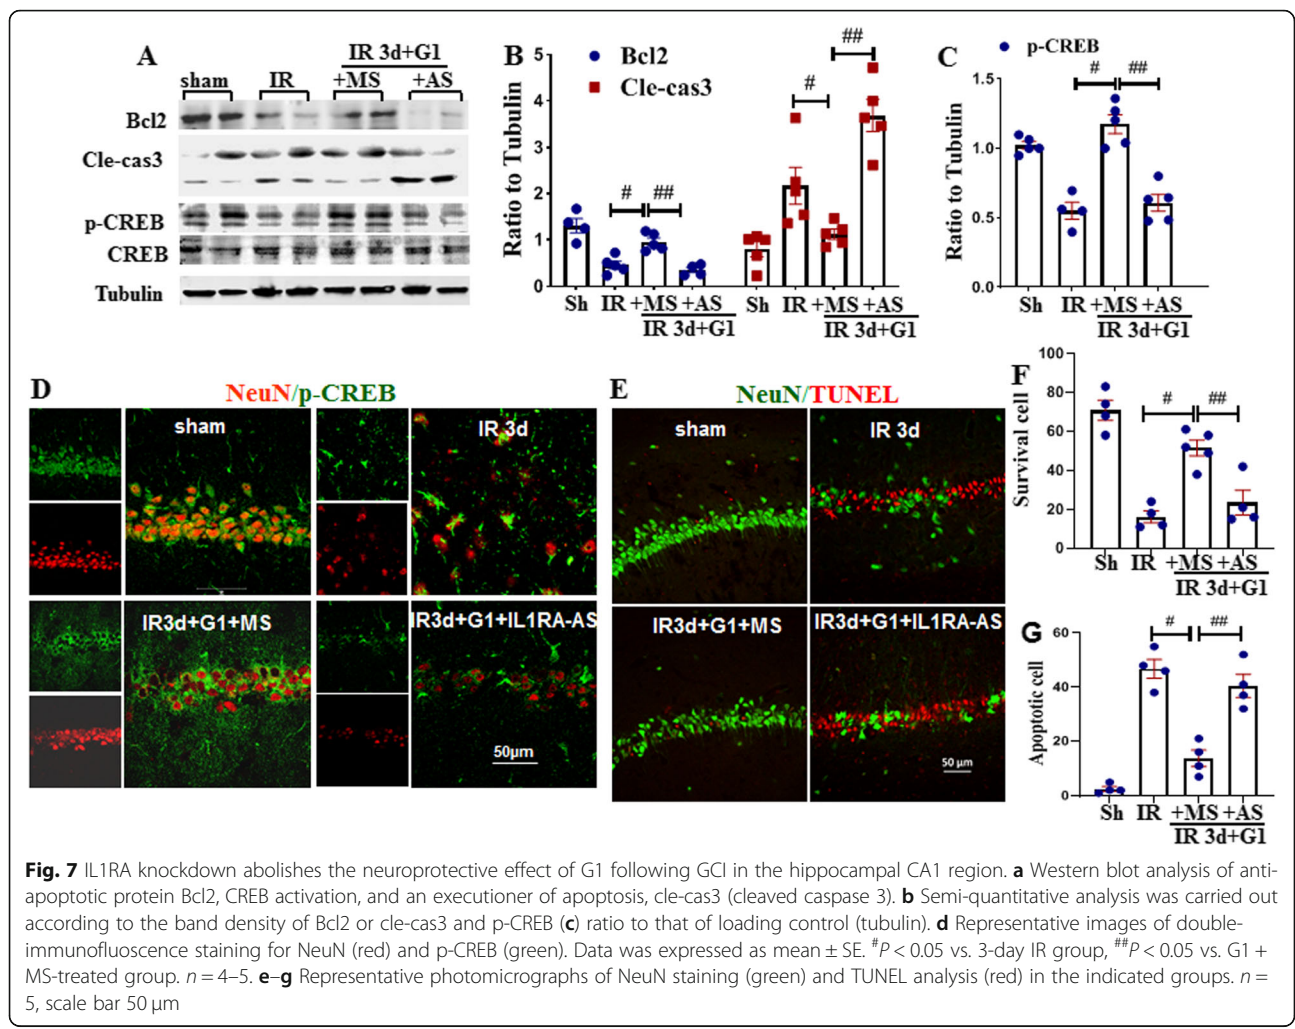 A
IR 3d+G1
sham IR +MS +AS
Bcl2
Cle-cas3
p-CREB
CREB
Tubulin
B
Bcl2
Cle-cas3
Ratio to Tubulin
5
4
3
2
1
0
# ##
# ##
Sh IR +MS +AS
IR 3d+G1
Sh IR +MS +AS
IR 3d+G1
C
p-CREB
Ratio to Tubulin
1.5
1.0
0.5
0.0
# ##
Sh IR +MS +AS
IR 3d+G1
D
NeuN/p-CREB
sham
IR 3d
IR3d+G1+MS
IR3d+G1+IL1RA-AS
50µm
E
NeuN/TUNEL
sham
IR 3d
IR3d+G1+MS
IR3d+G1+IL1RA-AS
50 µm
F
Survival cell
100
80
60
40
20
0
# ##
Sh IR +MS +AS
IR 3d+G1
G
Apoptotic cell
60
40
20
0
# ##
Sh IR +MS +AS
IR 3d+G1
Fig. 7 IL1RA knockdown abolishes the neuroprotective effect of G1 following GCI in the hippocampal CA1 region. a Western blot analysis of anti-
apoptotic protein Bcl2, CREB activation, and an executioner of apoptosis, cle-cas3 (cleaved caspase 3). b Semi-quantitative analysis was carried out
according to the band density of Bcl2 or cle-cas3 and p-CREB (c) ratio to that of loading control (tubulin). d Representative images of double-
immunofluoscence staining for NeuN (red) and p-CREB (green). Data was expressed as mean ± SE. #P < 0.05 vs. 3-day IR group, ##P < 0.05 vs. G1 +
MS-treated group. n = 4–5. e–g Representative photomicrographs of NeuN staining (green) and TUNEL analysis (red) in the indicated groups. n =
5, scale bar 50 µm